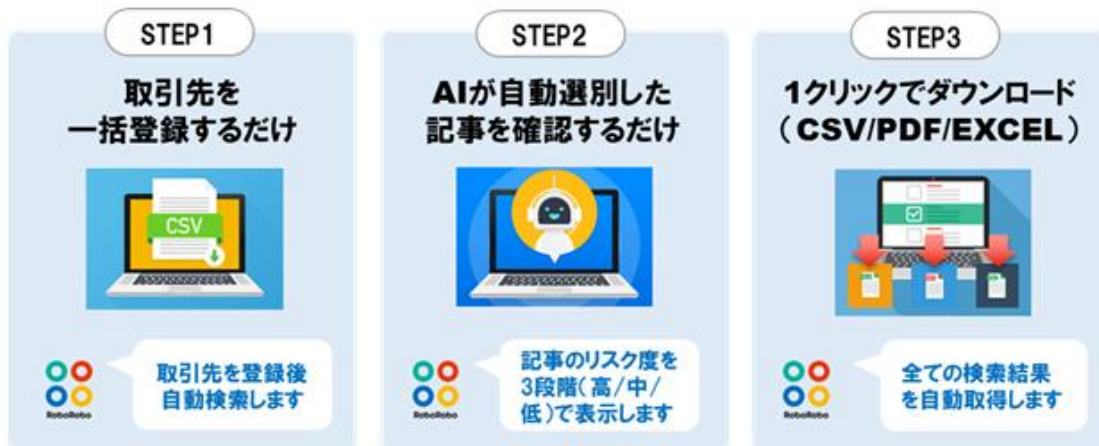 STEP1
取引先を
一括登録するだけ
CSV
RoboRobo
取引先を登録後
自動検索します
STEP2
AIが自動選別した
記事を確認するだけ
RoboRobo
記事のリスク度を
3段階(高/中/
低)で表示します
STEP3
1クリックでダウンロード
(CSV/PDF/EXCEL)
RoboRobo
全ての検索結果
を自動取得します